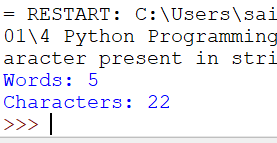 = RESTART: C:\Users\sai
01\4 Python Programming
aracter present in stri
Words: 5
Characters: 22
>>>